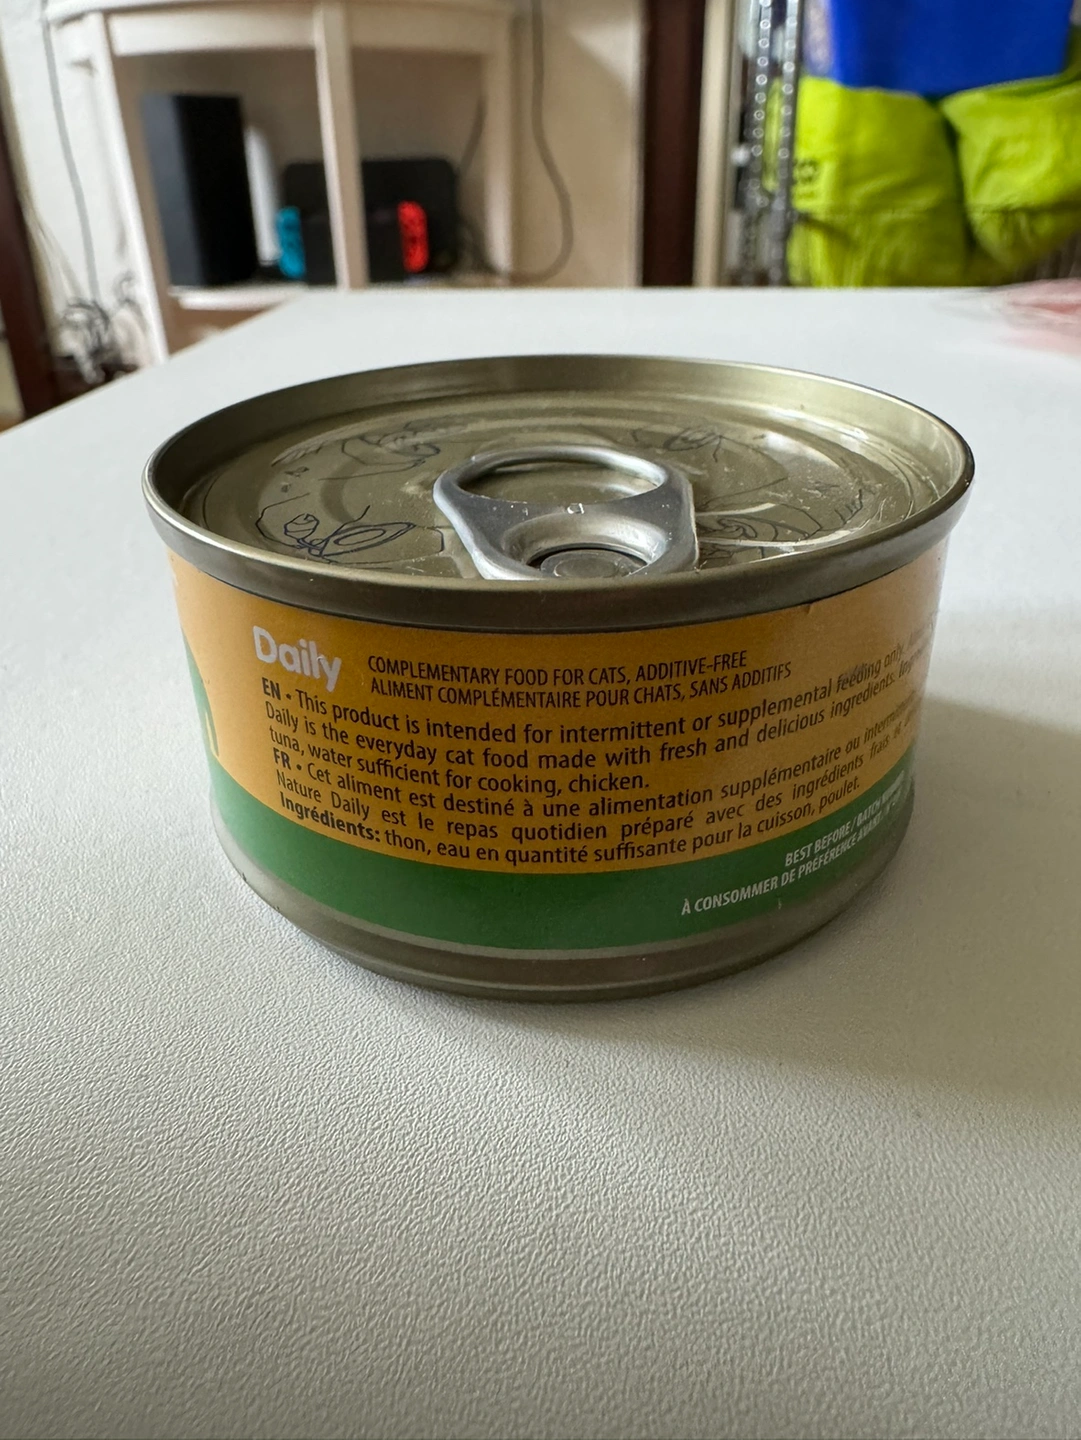 Daily
COMPLEMENTARY FOOD FOR CATS, ADDITIVE-FREE
ALIMENT COMPLÉMENTAIRE POUR CHATS, SANS ADDITIFS
EN • This product is intended for intermittent or supplemental feeding only.
Daily is the everyday cat food made with fresh and delicious ingredients.
tuna, water sufficient for cooking, chicken.
FR • Cet aliment est destiné à une alimentation supplémentaire ou
Nature Daily est le repas quotidien préparé avec des ingrédients frais et
Ingrédients: thon, eau en quantité suffisante pour la cuisson, poulet.
BEST BEFORE / BATCH
À CONSOMMER DE PRÉFÉRENCE AVANT